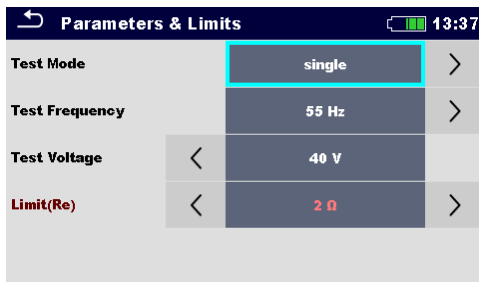 Parameters & Limits 13:37
Test Mode single
Test Frequency 55 Hz
Test Voltage 40 V
Limit(Re) 2 Ω